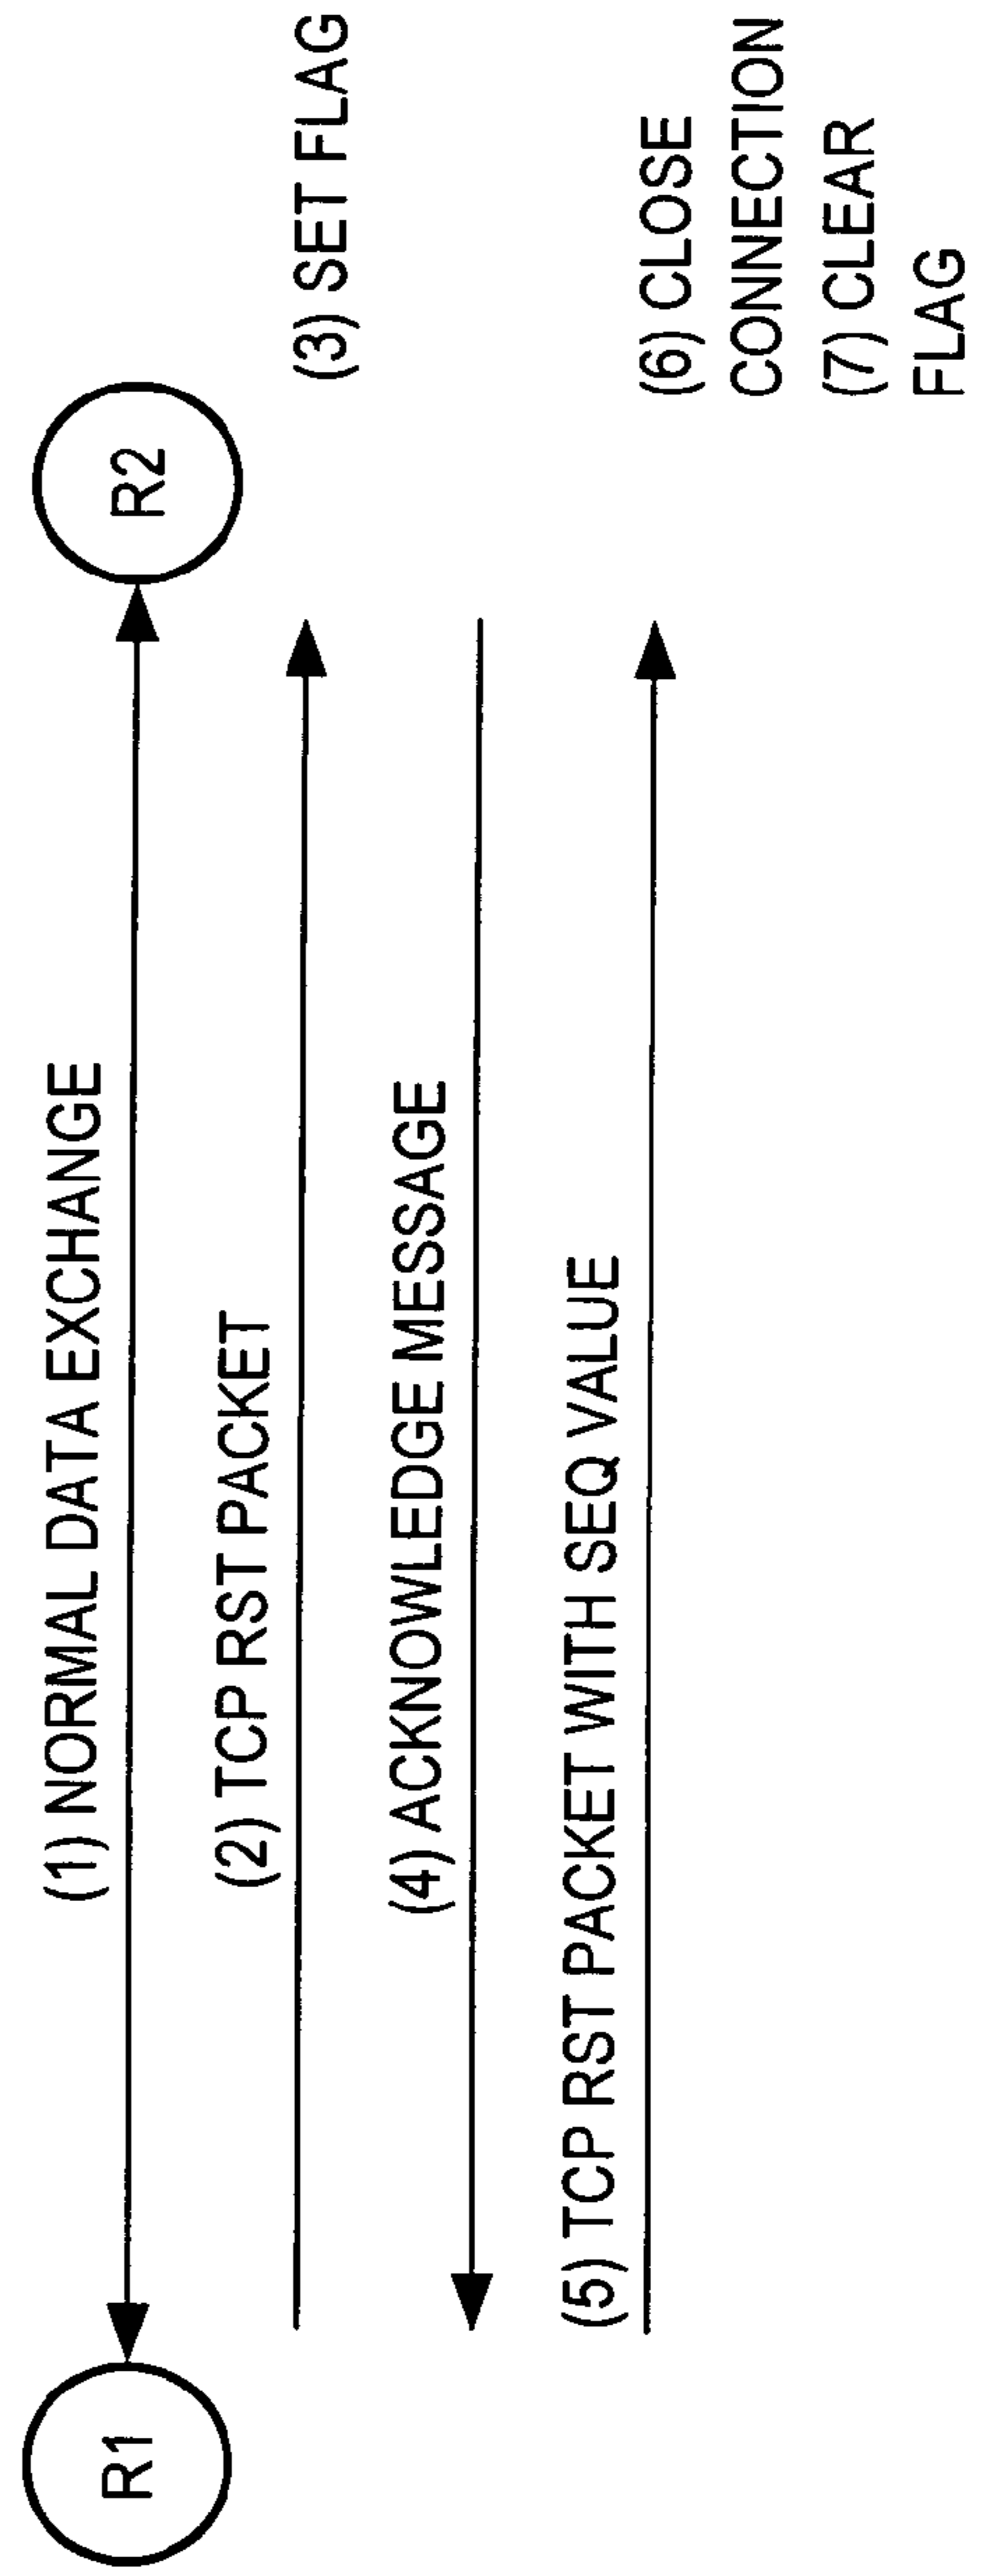 R1
R2
(1) NORMAL DATA EXCHANGE
(2) TCP RST PACKET
(3) SET FLAG
(4) ACKNOWLEDGE MESSAGE
(5) TCP RST PACKET WITH SEQ VALUE
(6) CLOSE
CONNECTION
(7) CLEAR
FLAG